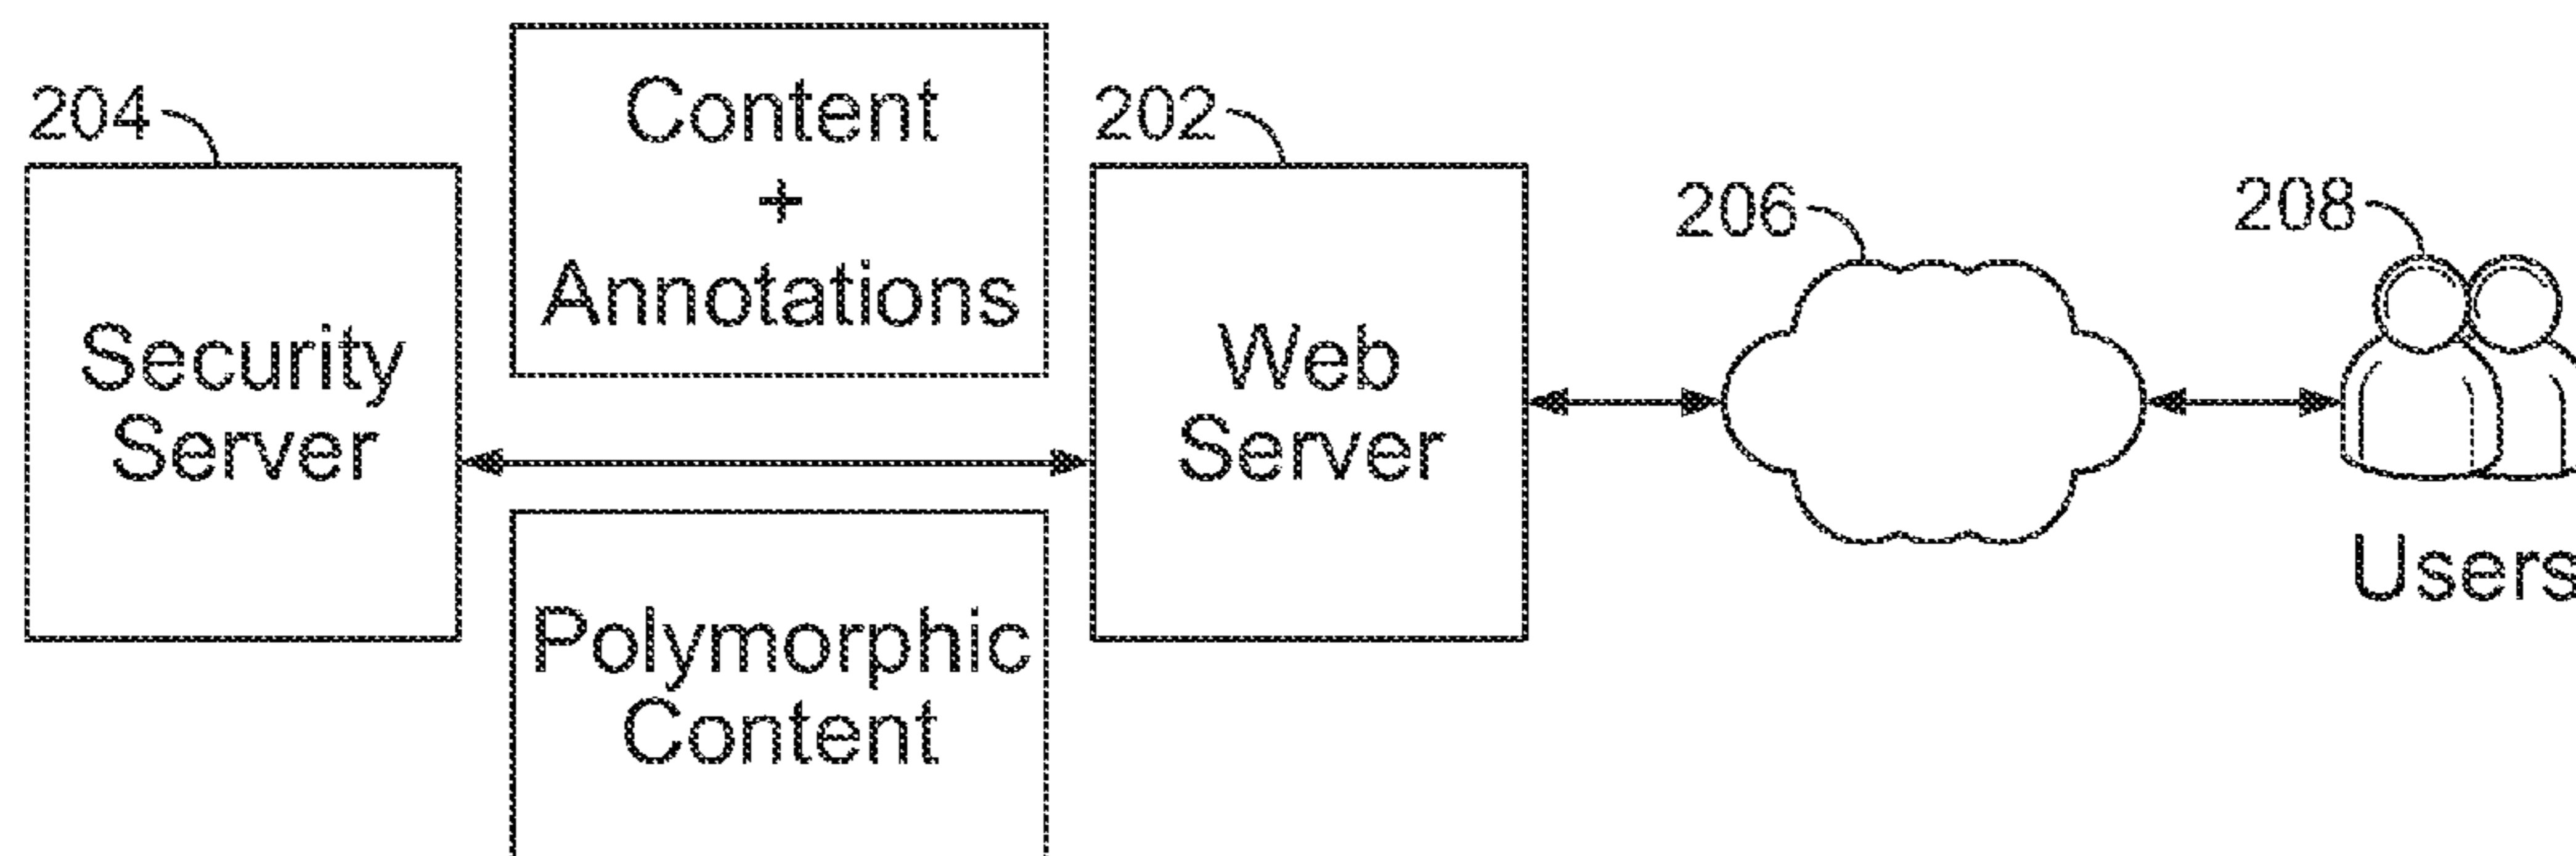 204
Security
Server
Content
+
Annotations
Polymorphic
Content
202
Web
Server
206
208
Users